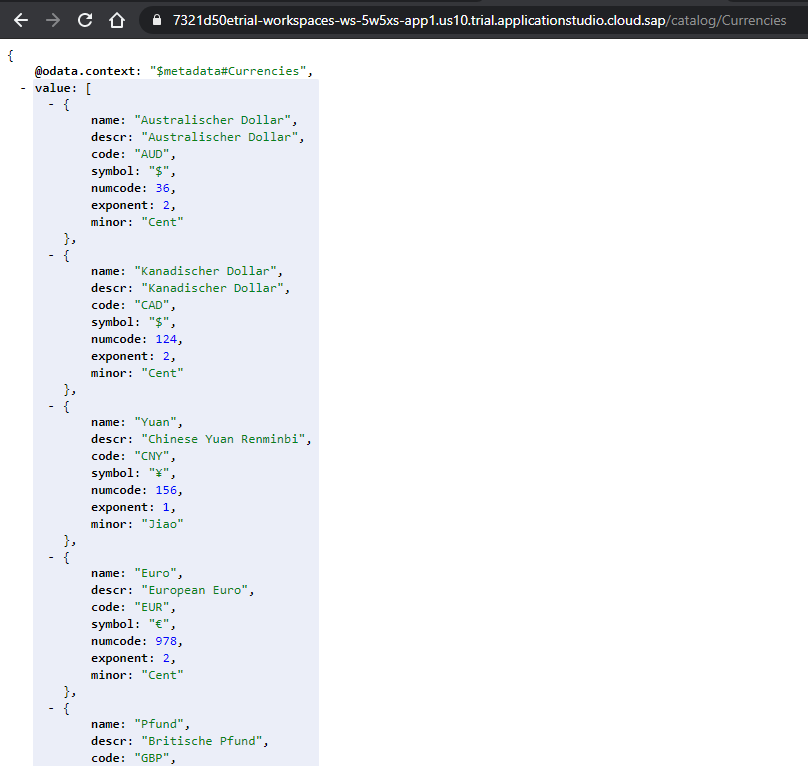 7321d50etrial-workspaces-ws-5w5xs-app1.us10.trial.applicationstudio.cloud.sap/catalog/Currencies
{
@odata.context: "$metadata#Currencies",
- value: [
- {
name: "Australischer Dollar",
descr: "Australischer Dollar",
code: "AUD",
symbol: "$",
numcode: 36,
exponent: 2,
minor: "Cent"
},
- {
name: "Kanadischer Dollar",
descr: "Kanadischer Dollar",
code: "CAD",
symbol: "$",
numcode: 124,
exponent: 2,
minor: "Cent"
},
- {
name: "Yuan",
descr: "Chinese Yuan Renminbi",
code: "CNY",
symbol: "¥",
numcode: 156,
exponent: 1,
minor: "Jiao"
},
- {
name: "Euro",
descr: "European Euro",
code: "EUR",
symbol: "€",
numcode: 978,
exponent: 2,
minor: "Cent"
},
- {
name: "Pfund",
descr: "Britische Pfund",
code: "GBP",